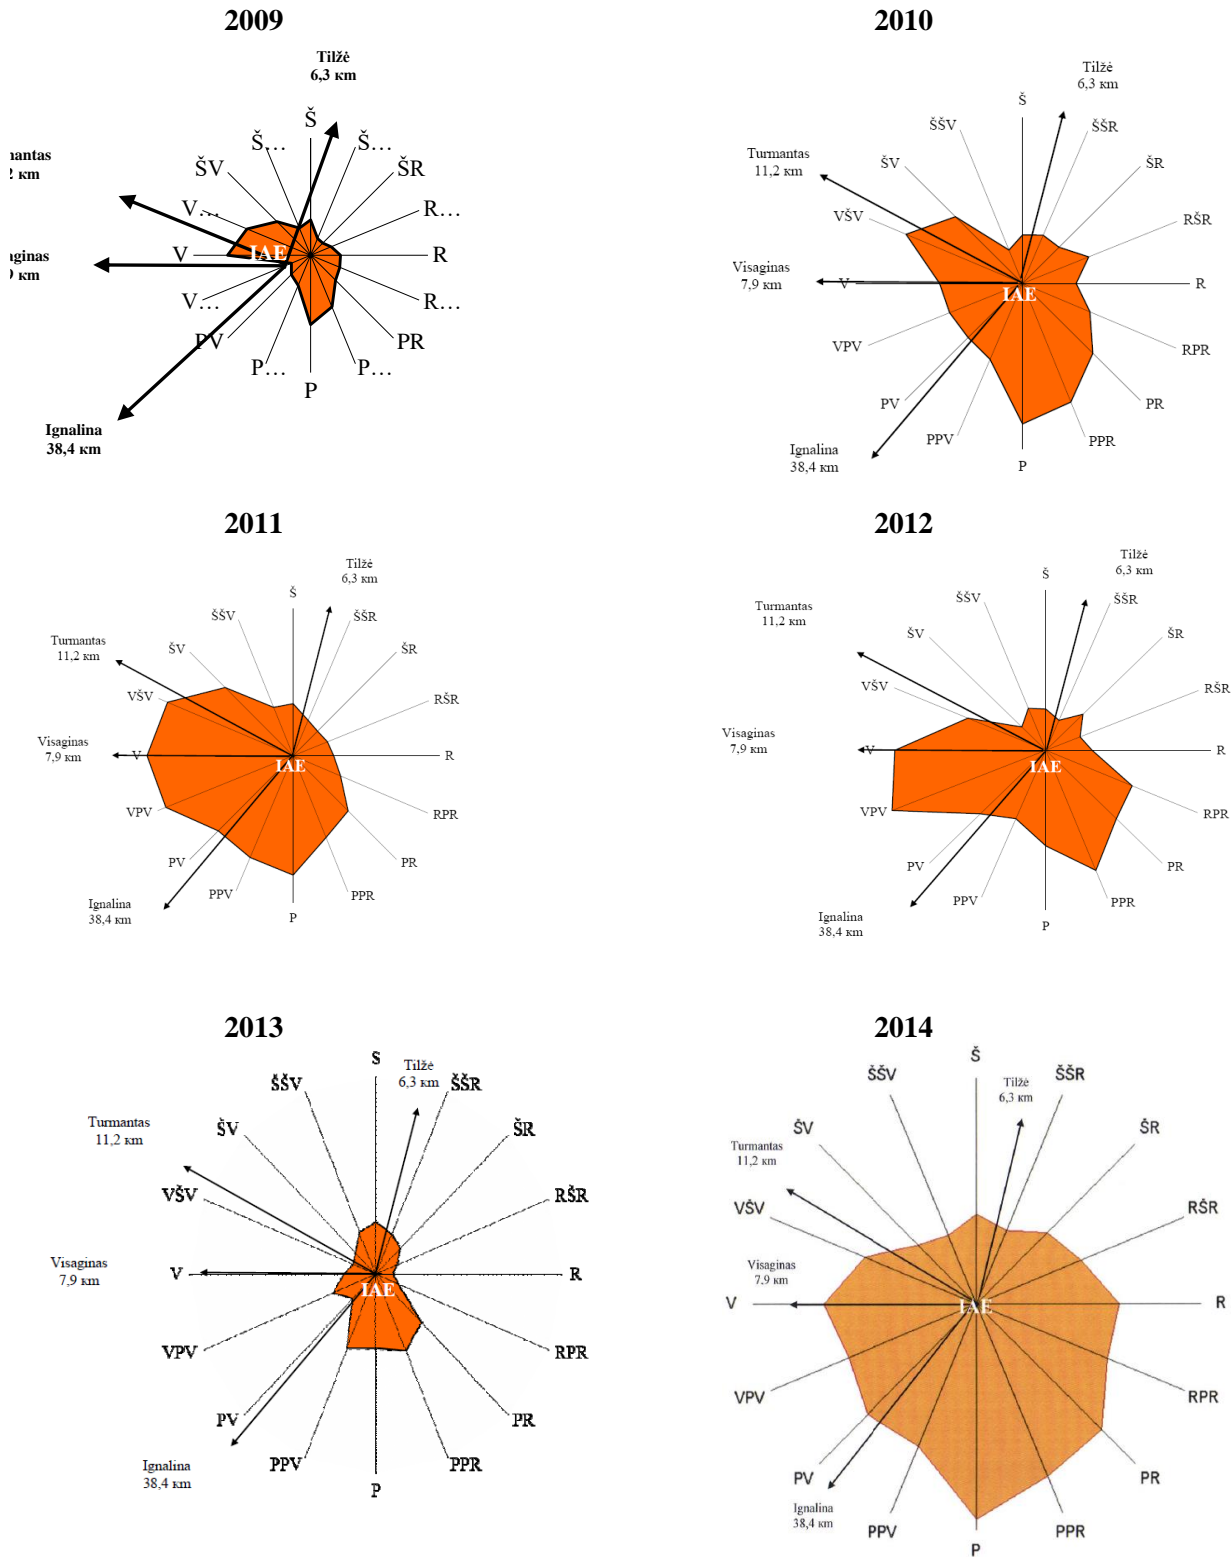 2009
Tilžė
6,3 км
Š
Š…
Š…
ŠV
ŠR
V…
R…
V
IAE
R
V…
R…
PV
PR
P…
P…
P
Ignalina
38,4 км
2010
Tilžė
6,3 км
Š
ŠŠV
ŠŠR
Turmantas
11,2 км
ŠV
ŠR
VŠV
RŠR
Visaginas
7,9 км
V
IAE
R
VPV
RPR
PV
PR
PPV
PPR
Ignalina
38,4 км
P
2011
Tilžė
6,3 км
Š
ŠŠV
ŠŠR
Turmantas
11,2 км
ŠV
ŠR
VŠV
RŠR
Visaginas
7,9 км
V
IAE
R
VPV
RPR
PV
PR
PPV
PPR
Ignalina
38,4 км
P
2012
Tilžė
6,3 км
Š
ŠŠV
ŠŠR
Turmantas
11,2 км
ŠV
ŠR
VŠV
RŠR
Visaginas
7,9 км
V
IAE
R
VPV
RPR
PV
PR
PPV
PPR
Ignalina
38,4 км
P
2013
S
Tilžė
6,3 км
ŠŠV
ŠŠR
Turmantas
11,2 км
ŠV
ŠR
VŠV
RŠR
Visaginas
7,9 км
V
IAE
R
VPV
RPR
PV
PR
PPV
PPR
Ignalina
38,4 км
P
2014
Š
ŠŠV
ŠŠR
Tilžė
6,3 км
Turmantas
11,2 км
ŠV
ŠR
VŠV
RŠR
Visaginas
7,9 км
V
IAE
R
VPV
RPR
PV
PR
Ignalina
38,4 км
PPV
PPR
P